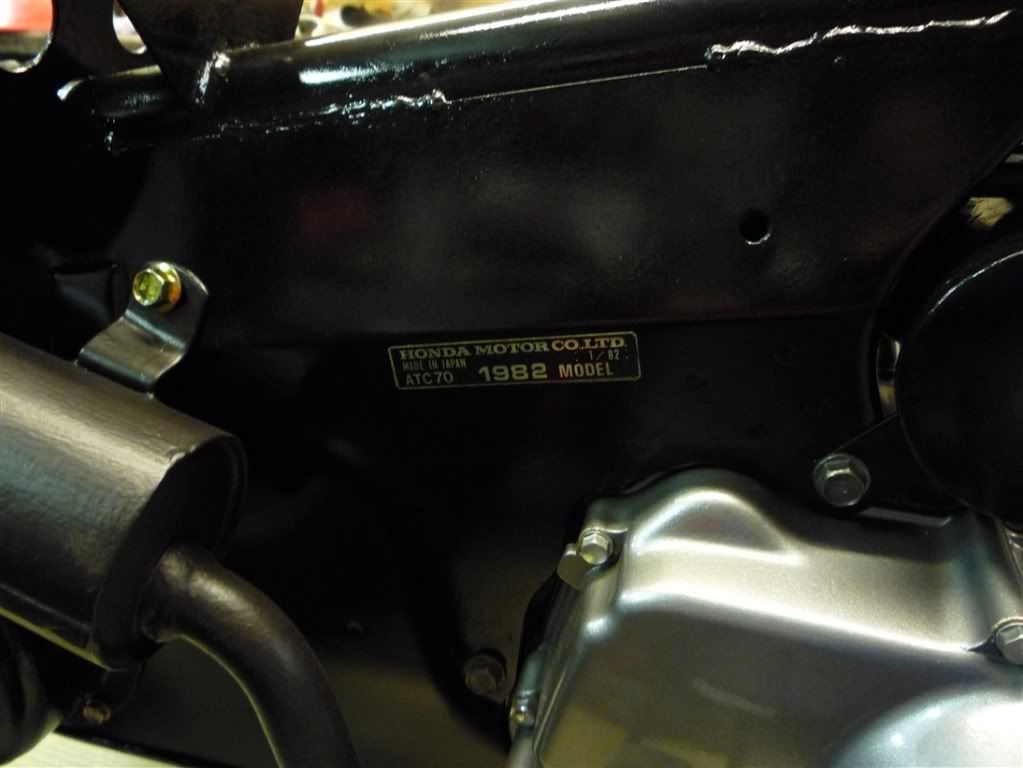 HONDA MOTOR CO.,LTD.
MADE IN JAPAN 1/82
ATC70 1982 MODEL